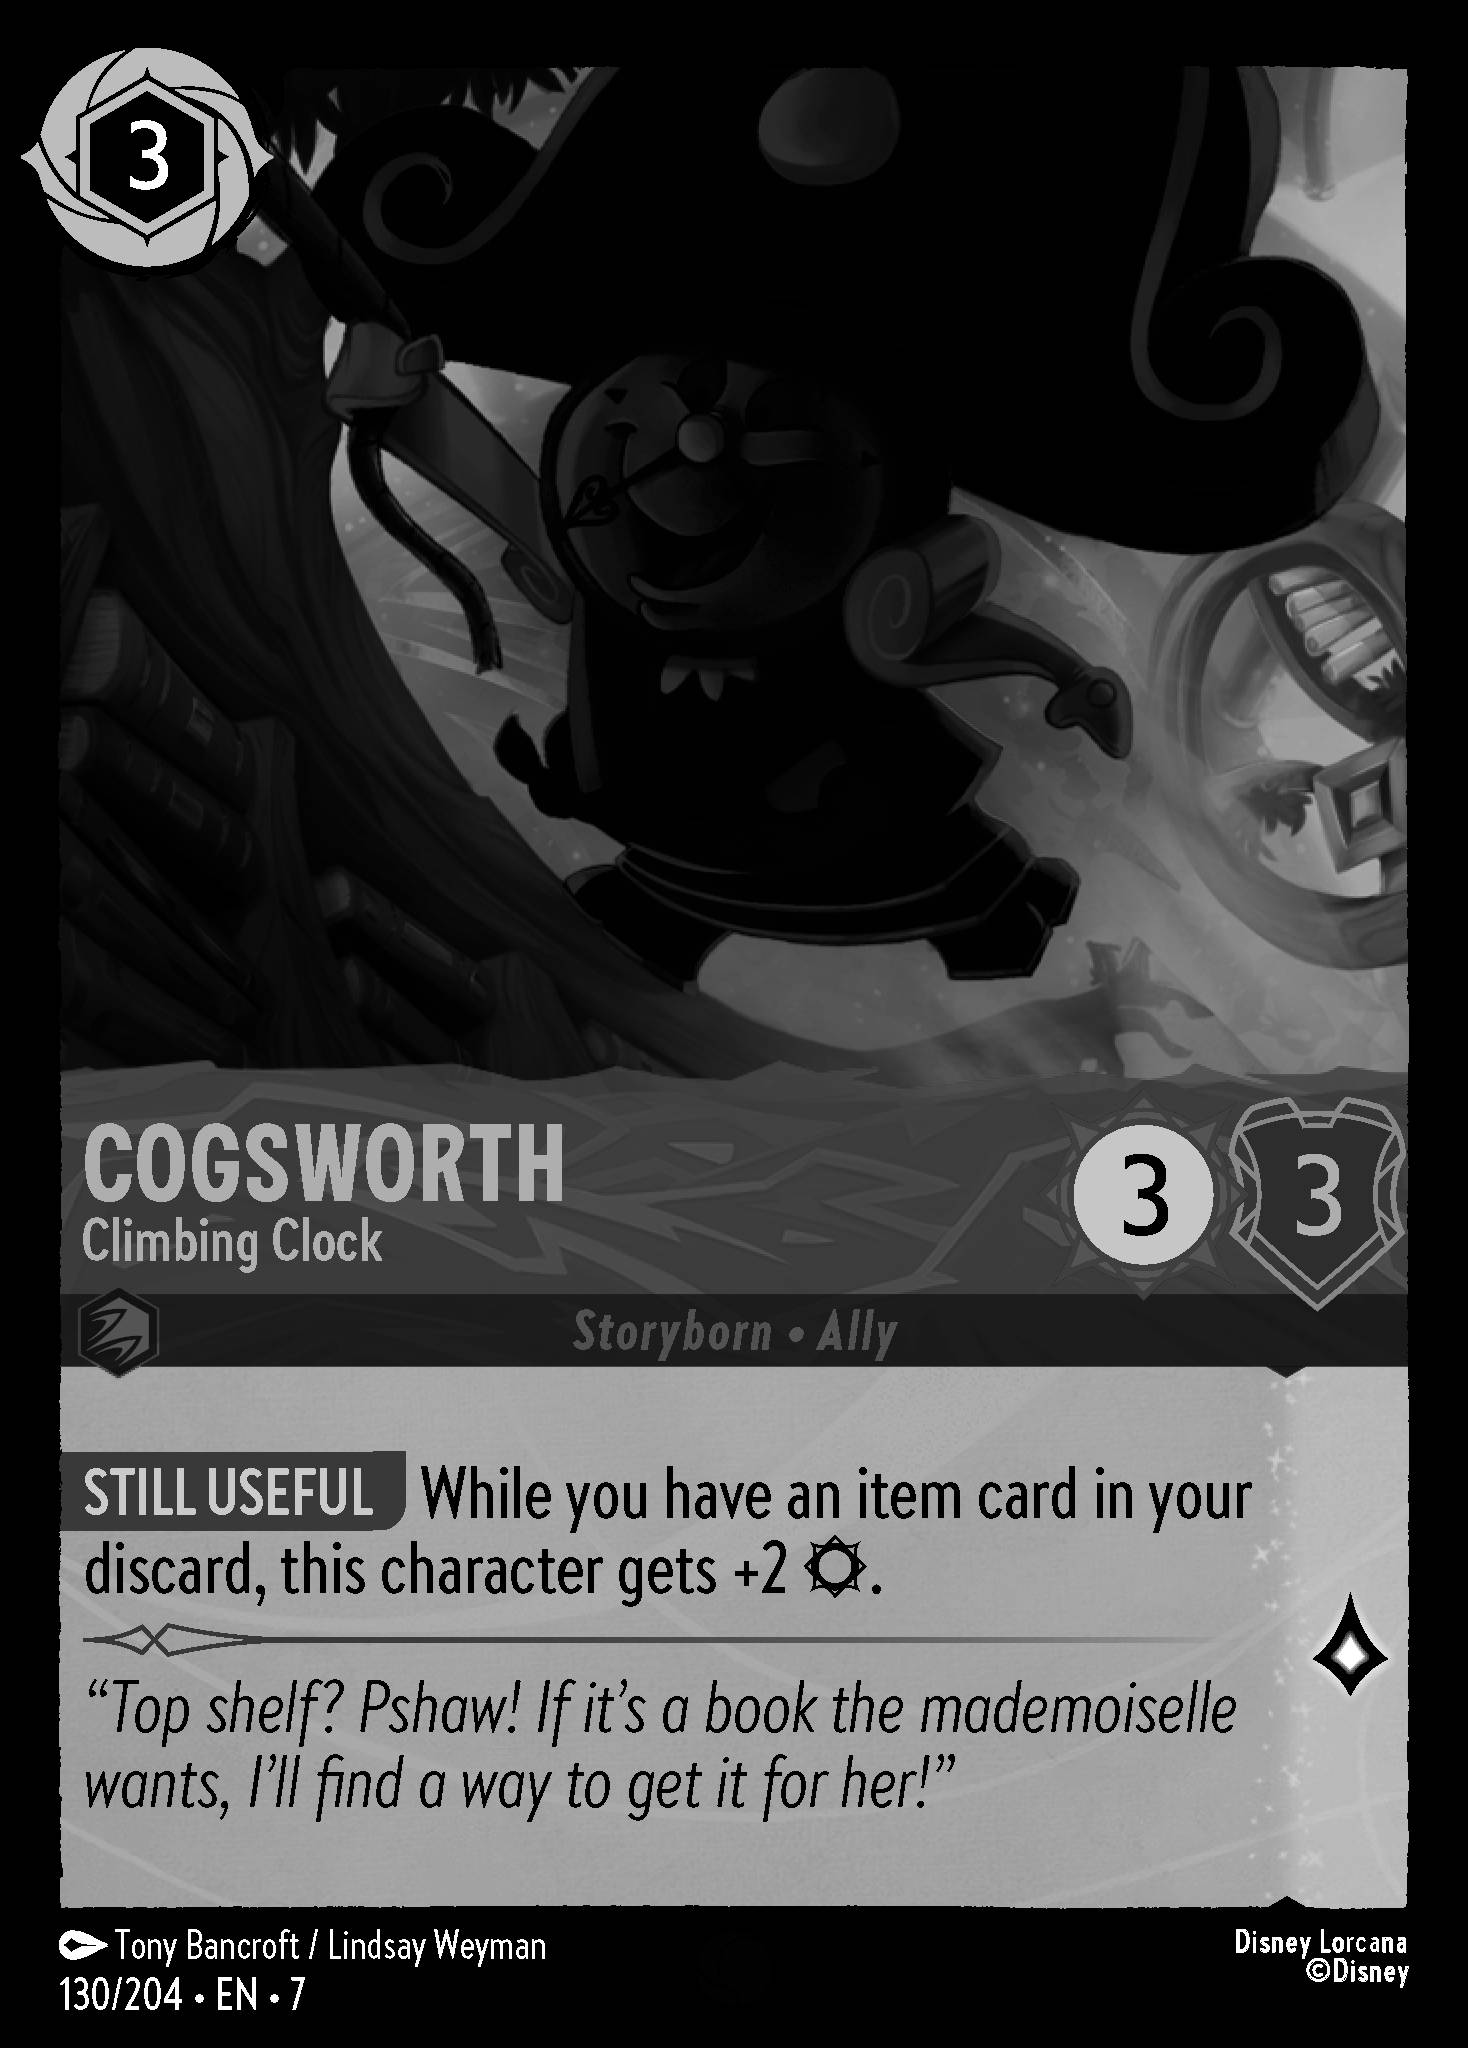 3
COGSWORTH
Climbing Clock
3 3
Storyborn • Ally
STILL USEFUL While you have an item card in your
discard, this character gets +2 .
“Top shelf? Pshaw! If it’s a book the mademoiselle
wants, I’ll find a way to get it for her!”
Tony Bancroft / Lindsay Weyman
130/204 • EN • 7
Disney Lorcana
©Disney